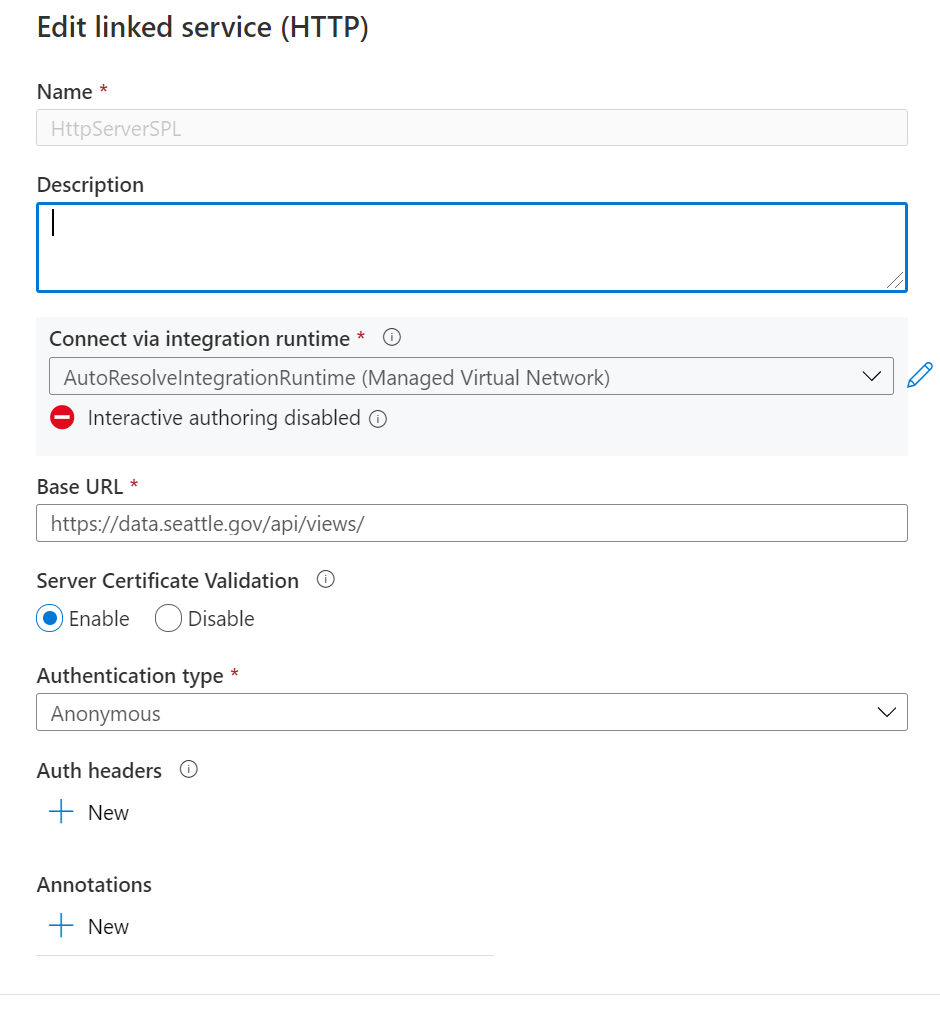 Edit linked service (HTTP)
Name *
HttpServerSPL
Description
Connect via integration runtime *
AutoResolveIntegrationRuntime (Managed Virtual Network)
Interactive authoring disabled
Base URL *
https://data.seattle.gov/api/views/
Server Certificate Validation
Enable Disable
Authentication type *
Anonymous
Auth headers
New
Annotations
New